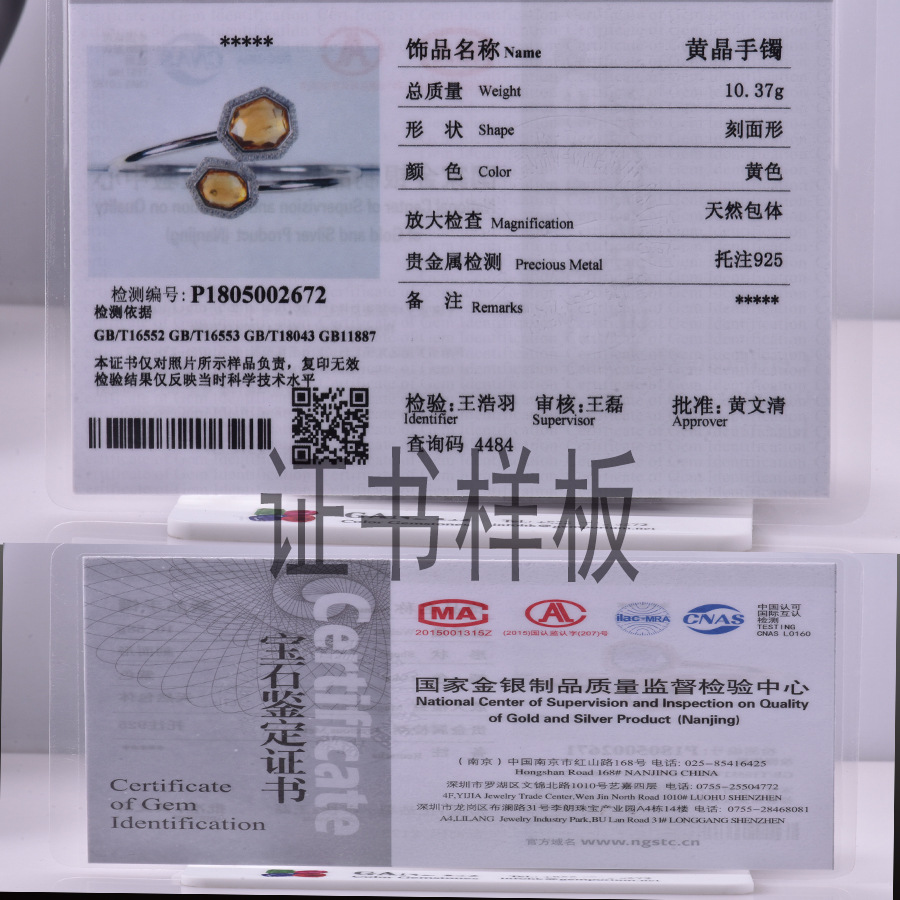 *****
饰品名称 Name 黄晶手镯
总质量 Weight 10.37g
形 状 Shape 刻面形
颜 色 Color 黄色
放大检查 Magnification 天然包体
贵金属检测 Precious Metal 托注925
备 注 Remarks *****
检测编号: P1805002672
检测依据
GB/T16552 GB/T16553 GB/T18043 GB11887
本证书仅对照片所示样品负责，复印无效
检验结果仅反映当时科学技术水平
检验: 王浩羽 审核: 王磊 批准: 黄文清
Identifier Supervisor Approver
查询码 4484
证书样板
Certificate
宝石鉴定证书
Certificate
of Gem
Identification
MA
2015001315Z
AL
(2015)国认监认字(207)号
ilac-MRA
CNAS
中国认可
国际互认
检测
TESTING
CNAS L0160
国家金银制品质量监督检验中心
National Center of Supervision and Inspection on Quality
of Gold and Silver Product (Nanjing)
(南京) 中国南京市红山路168号 电话: 025-85416425
Hongshan Road 168# NANJING CHINA
深圳市罗湖区文锦北路1010号艺嘉四层 电话: 0755-25504772
4F,YIJIA Jewelry Trade Center,Wen Jin North Road 1010# LUOHU SHENZHEN
深圳市龙岗区布澜路31号李朗珠宝产业园A4栋14楼 电话: 0755-28468081
A4,LILANG Jewelry Industry Park,BU Lan Road 31# LONGGANG SHENZHEN
官方域名 www.ngstc.cn